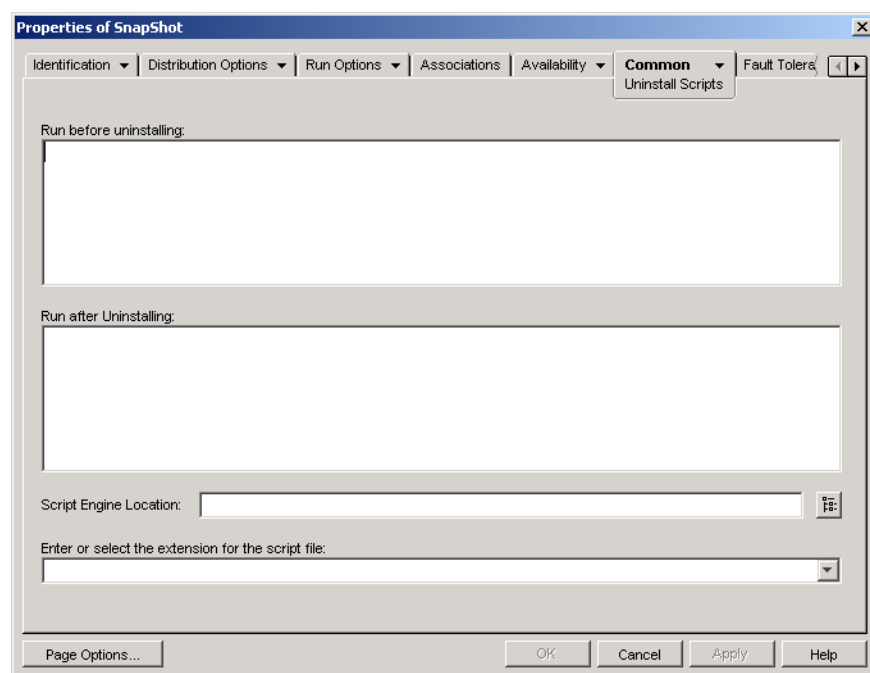 Properties of SnapShot
Identification Distribution Options Run Options Associations Availability Common Fault Tolera
Uninstall Scripts
Run before uninstalling:
Run after Uninstalling:
Script Engine Location:
Enter or select the extension for the script file:
Page Options... OK Cancel Apply Help